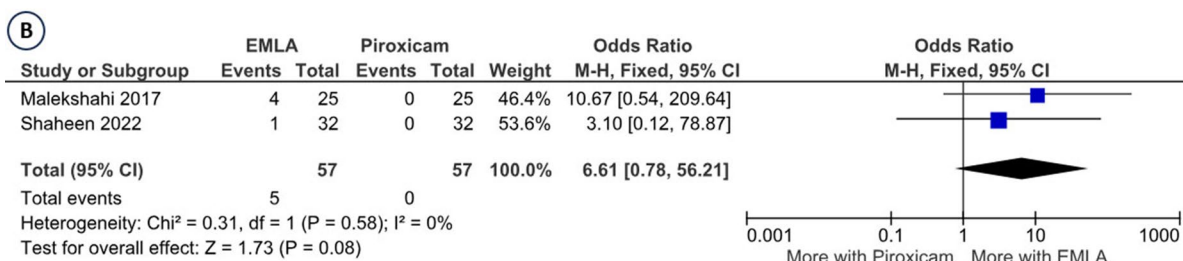 B
EMLA Piroxicam Odds Ratio Odds Ratio
Study or Subgroup Events Total Events Total Weight M-H, Fixed, 95% CI M-H, Fixed, 95% CI
Malekshahi 2017 4 25 0 25 46.4% 10.67 [0.54, 209.64]
Shaheen 2022 1 32 0 32 53.6% 3.10 [0.12, 78.87]
Total (95% CI) 57 57 100.0% 6.61 [0.78, 56.21]
Total events 5 0
Heterogeneity: Chi² = 0.31, df = 1 (P = 0.58); I² = 0%
Test for overall effect: Z = 1.73 (P = 0.08)
0.001 0.1 1 10 1000
More with Piroxicam More with EMLA